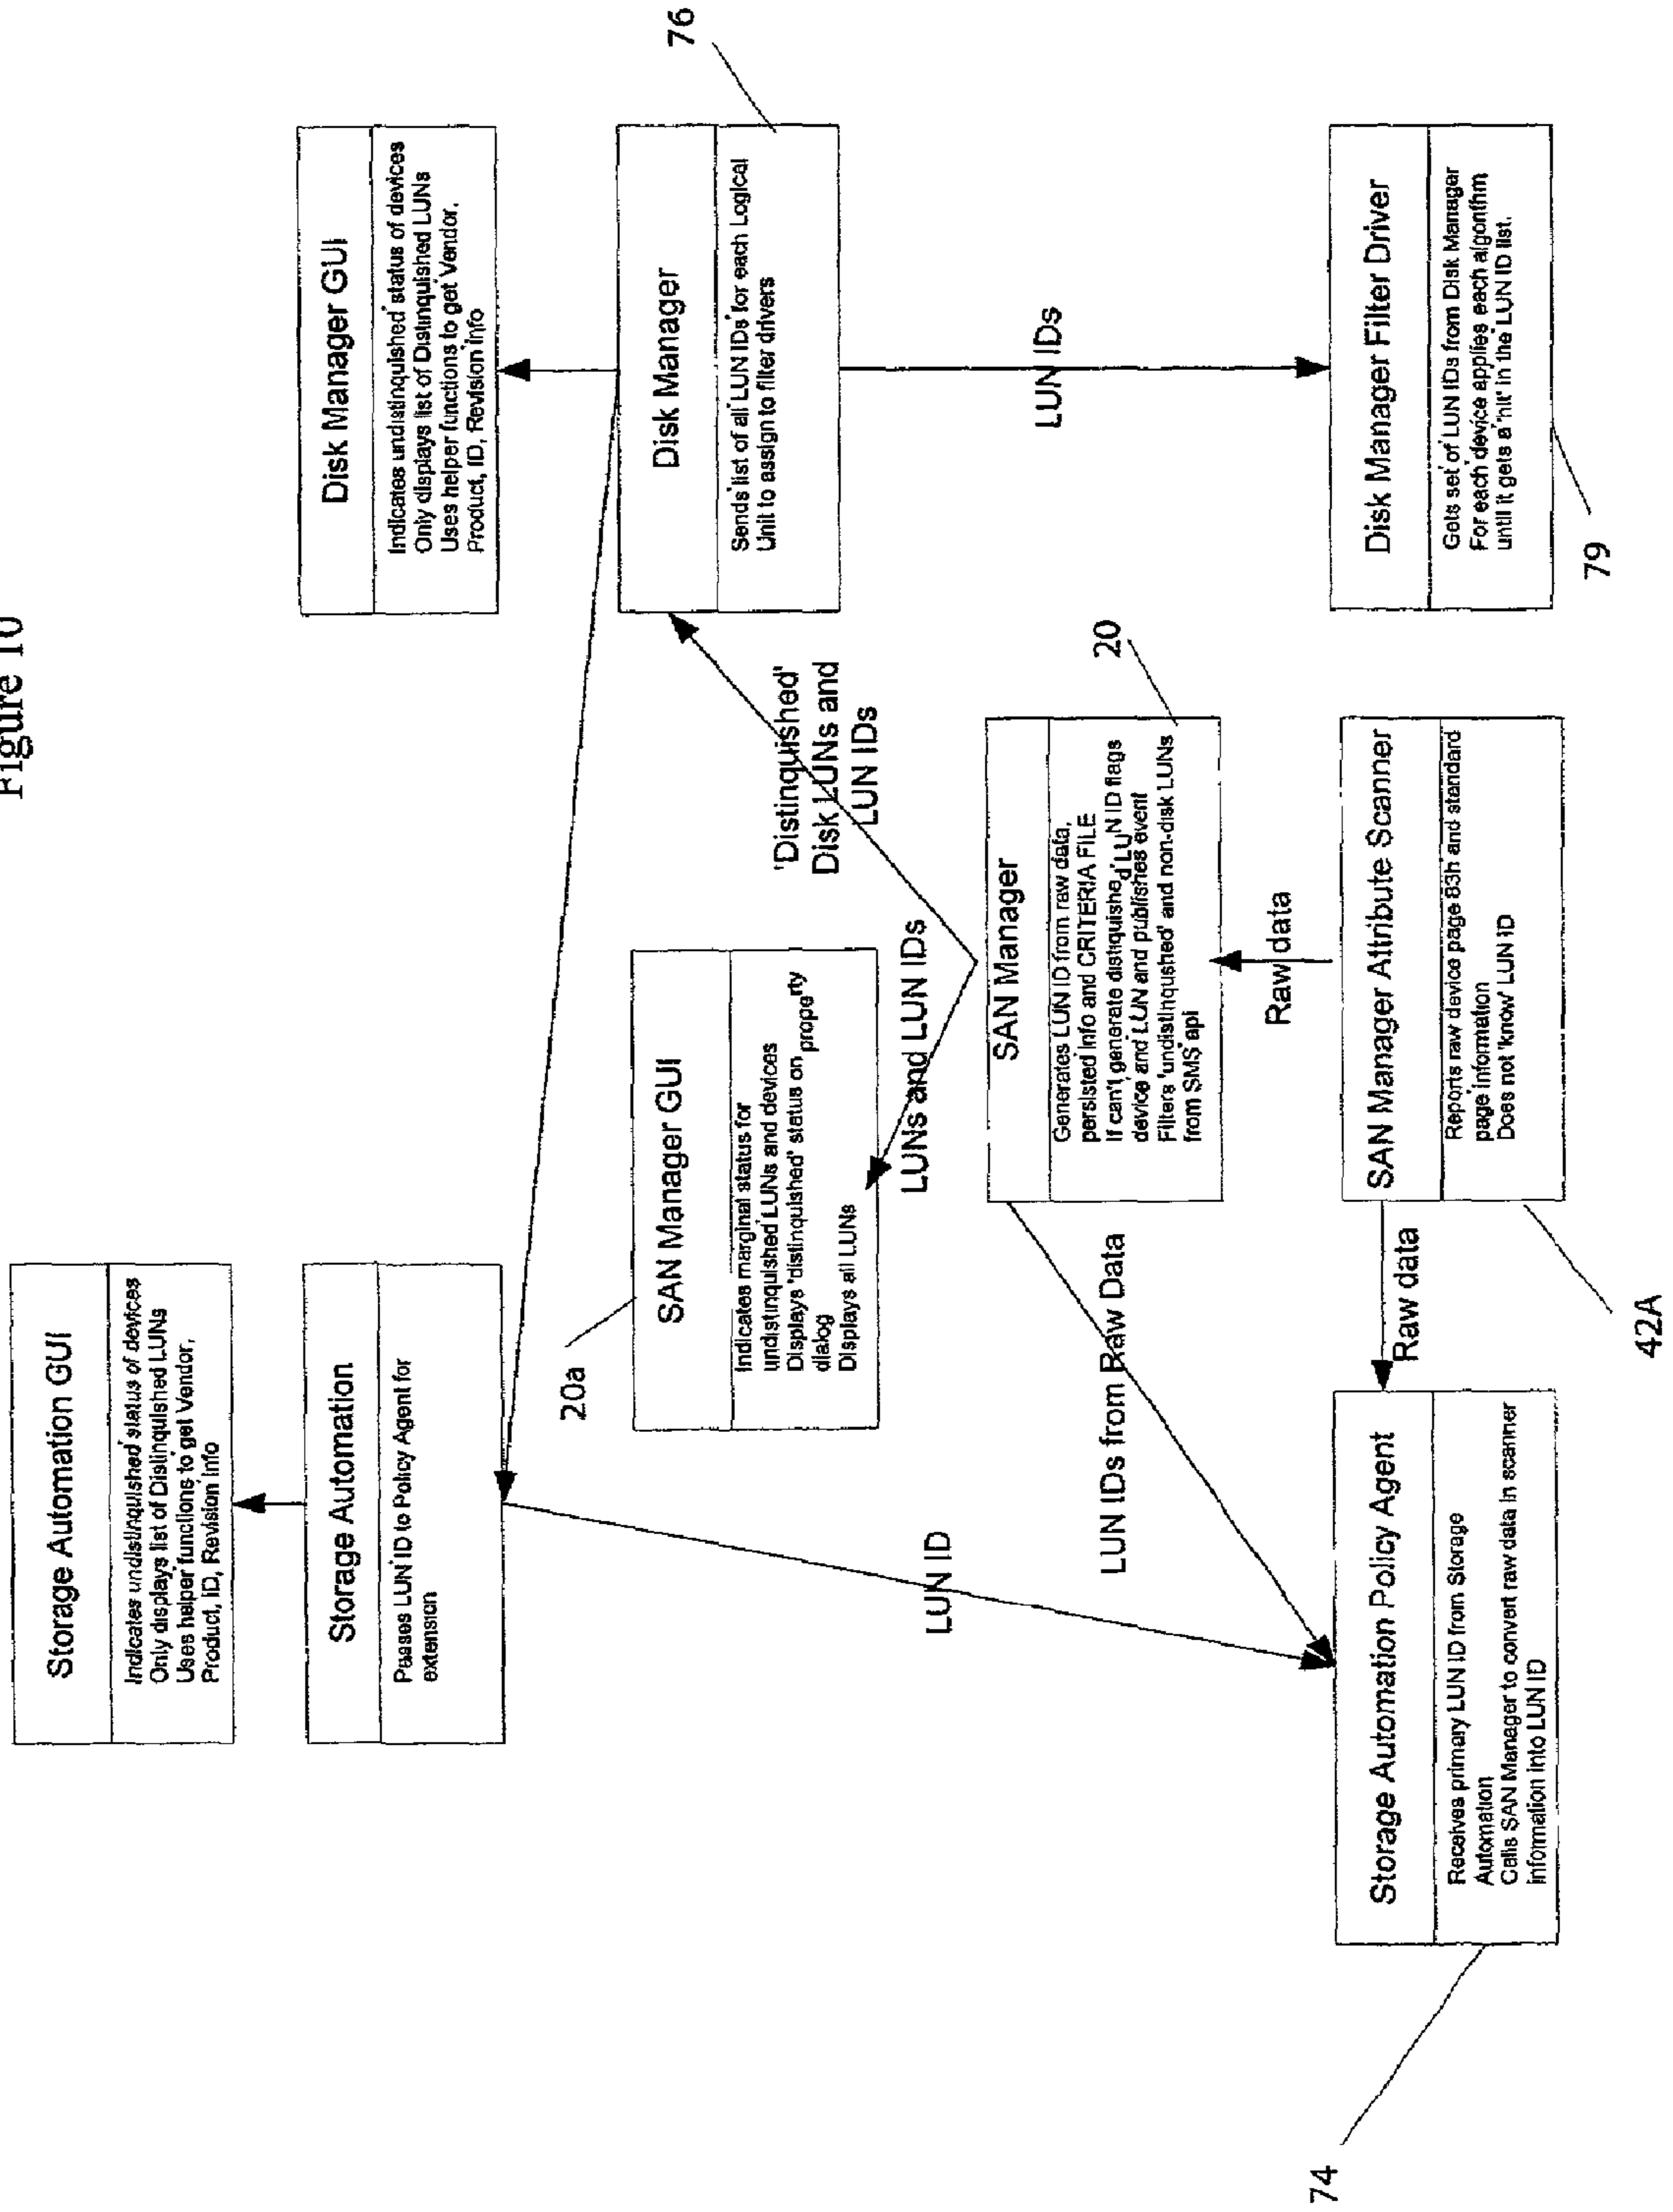 Figure 10
Storage Automation GUI
Indicates undistinquished status of devices
Only displays list of Distinquished LUNs
Uses helper functions to get Vendor,
Product, ID, Revision Info
Storage Automation
Passes LUN ID to Policy Agent for
extension
Disk Manager GUI
Indicates undistinquished status of devices
Only displays list of Distinquished LUNs
Uses helper functions to get Vendor,
Product, ID, Revision Info
20a
SAN Manager GUI
Indicates marginal status for
undistinquished LUNs and devices
Displays 'distinquished' status on property
dialog
Displays all LUNs
76
Disk Manager
Sends list of all LUN IDs for each Logical
Unit to assign to filter drivers
'Distinquished'
Disk LUNs and
LUN IDs
LUN ID
LUNs and LUN IDs
LUN IDs
LUN IDs from Raw Data
20
SAN Manager
Generates LUN ID from raw data,
persisted info and CRITERIA FILE
If can't generate distiquished LUN ID flags
device and LUN and publishes event
Filters 'undistinqushed' and non-disk LUNs
from SMS api
Raw data
74
Storage Automation Policy Agent
Receives primary LUN ID from Storage
Automation
Calls SAN Manager to convert raw data in scanner
information into LUN ID
Raw data
SAN Manager Attribute Scanner
Reports raw device page 83h and standard
page information
Does not 'know' LUN ID
42A
Disk Manager Filter Driver
Gets set of LUN IDs from Disk Manager
For each device applies each algorithm
until it gets a 'hit' in the LUN ID list.
79